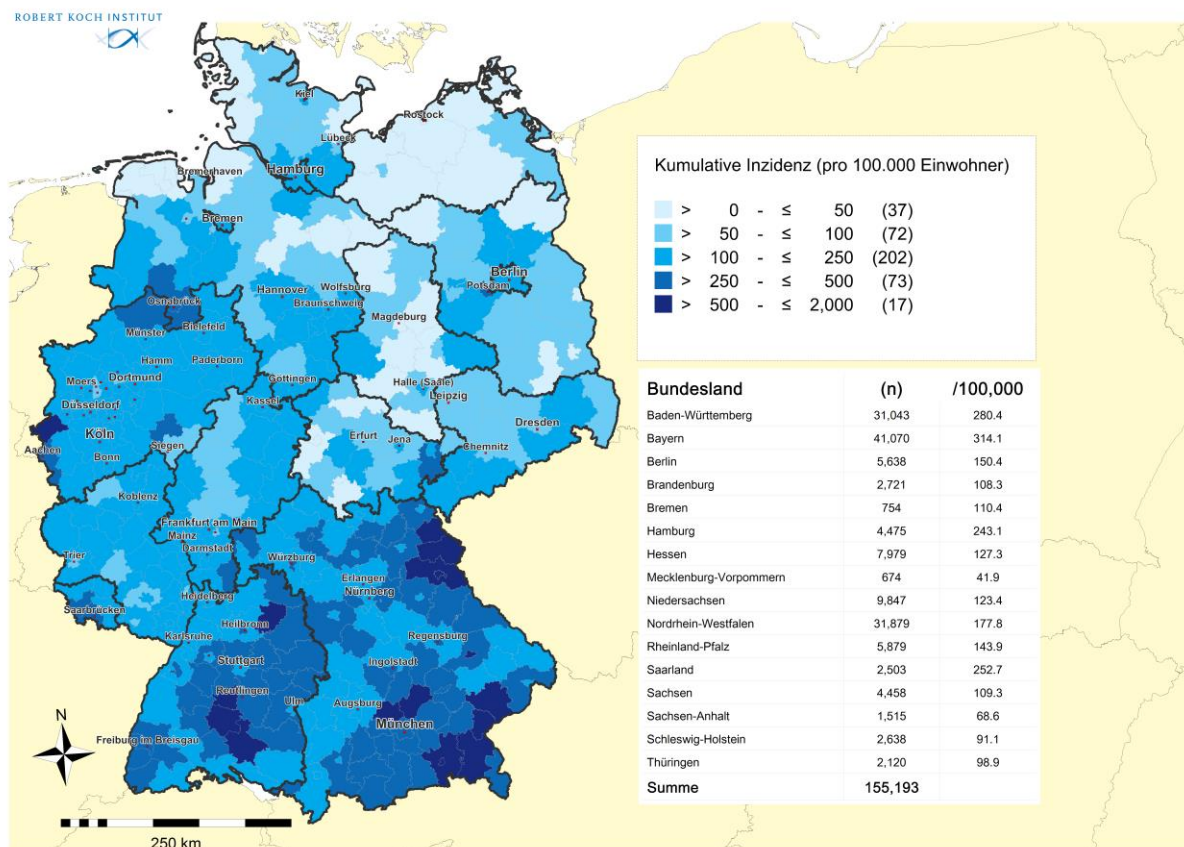 ROBERT KOCH INSTITUT
Kiel
Rostock
Lübeck
Bremerhaven
Hamburg
Bremen
Berlin
Potsdam
Hannover
Wolfsburg
Braunschweig
Osnabrück
Magdeburg
Bielefeld
Münster
Hamm
Paderborn
Göttingen
Halle (Saale)
Moers
Dortmund
Leipzig
Kassel
Düsseldorf
Dresden
Köln
Erfurt
Jena
Aachen
Siegen
Chemnitz
Bonn
Koblenz
Frankfurt am Main
Mainz
Trier
Darmstadt
Würzburg
Erlangen
Nürnberg
Heidelberg
Saarbrücken
Heilbronn
Karlsruhe
Regensburg
Stuttgart
Ingolstadt
Reutlingen
Ulm
Augsburg
München
Freiburg im Breisgau
N
250 km
Kumulative Inzidenz (pro 100.000 Einwohner)
> 0 - ≤ 50 (37)
> 50 - ≤ 100 (72)
> 100 - ≤ 250 (202)
> 250 - ≤ 500 (73)
> 500 - ≤ 2,000 (17)
Bundesland (n) /100,000
Baden-Württemberg 31,043 280.4
Bayern 41,070 314.1
Berlin 5,638 150.4
Brandenburg 2,721 108.3
Bremen 754 110.4
Hamburg 4,475 243.1
Hessen 7,979 127.3
Mecklenburg-Vorpommern 674 41.9
Niedersachsen 9,847 123.4
Nordrhein-Westfalen 31,879 177.8
Rheinland-Pfalz 5,879 143.9
Saarland 2,503 252.7
Sachsen 4,458 109.3
Sachsen-Anhalt 1,515 68.6
Schleswig-Holstein 2,638 91.1
Thüringen 2,120 98.9
Summe 155,193